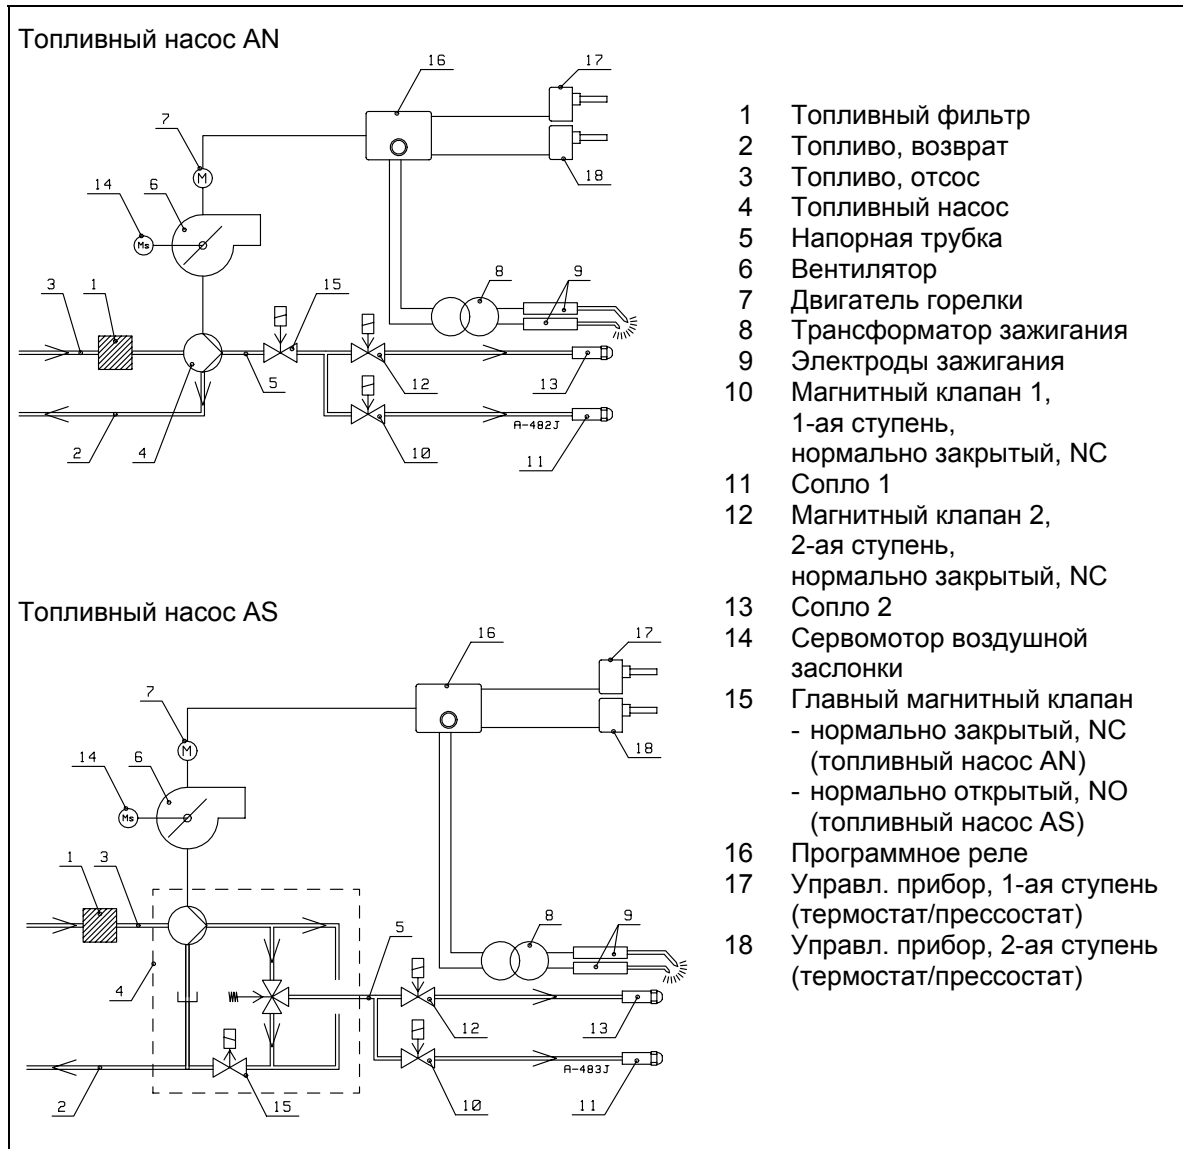 Топливный насос AN
16
17
7
14
6
18
3
1
15
8
9
5
12
13
A-482J
2
4
10
11
Топливный насос AS
16
17
7
14
6
18
1
3
8
9
5
4
12
13
A-483J
2
15
10
11
M
Ms
M
Ms
1 Топливный фильтр
2 Топливо, возврат
3 Топливо, отсос
4 Топливный насос
5 Напорная трубка
6 Вентилятор
7 Двигатель горелки
8 Трансформатор зажигания
9 Электроды зажигания
10 Магнитный клапан 1,
1-ая ступень,
нормально закрытый, NC
11 Сопло 1
12 Магнитный клапан 2,
2-ая ступень,
нормально закрытый, NC
13 Сопло 2
14 Сервомотор воздушной
заслонки
15 Главный магнитный клапан
- нормально закрытый, NC
(топливный насос AN)
- нормально открытый, NO
(топливный насос AS)
16 Программное реле
17 Управл. прибор, 1-ая ступень
(термостат/прессостат)
18 Управл. прибор, 2-ая ступень
(термостат/прессостат)